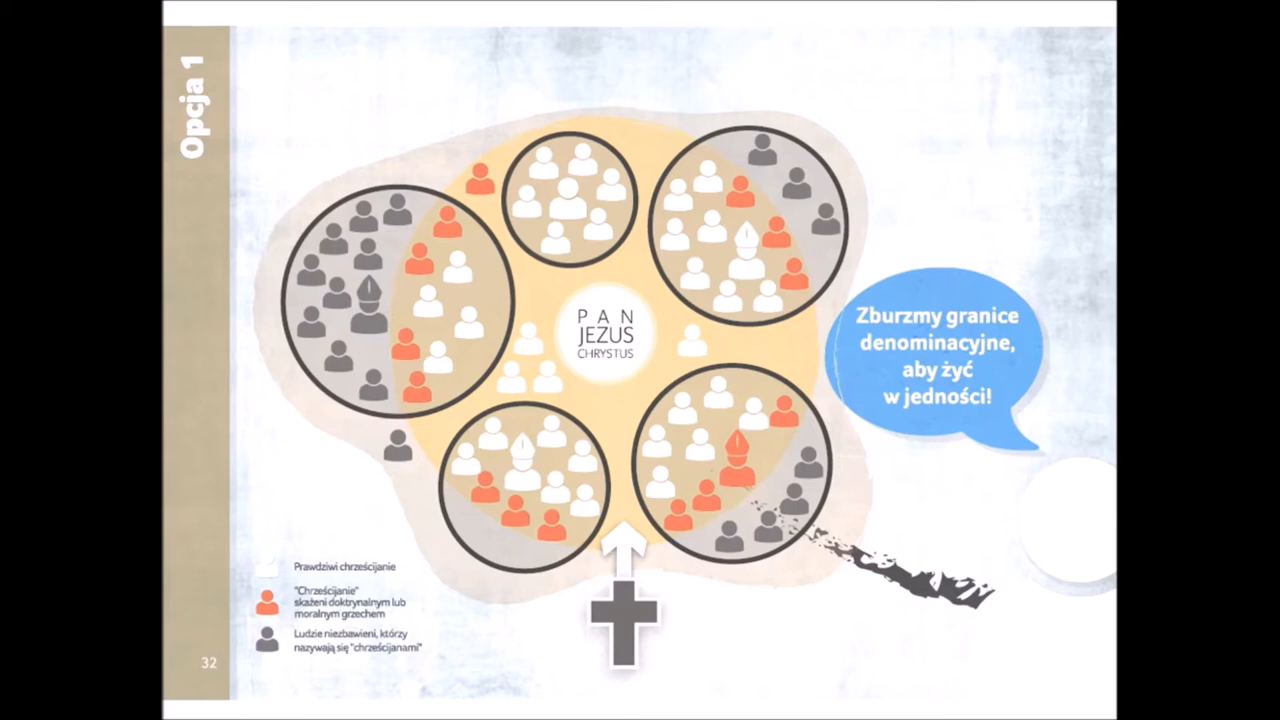 Opcja 1
PAN
JEZUS
CHRYSTUS
Zburzmy granice
denominacyjne,
aby żyć
w jedności!
Prawdziwi chrześcijanie
"Chrześcijanie"
skażeni doktrynalnym lub
moralnym grzechem
Ludzie niezbawieni, którzy
nazywają się "chrześcijanami"
32